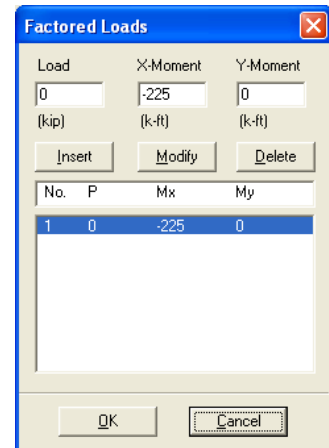 Factored Loads
Load X-Moment Y-Moment
0 -225 0
(kip) (k-ft) (k-ft)
Insert Modify Delete
No. P Mx My
1 0 -225 0
OK Cancel